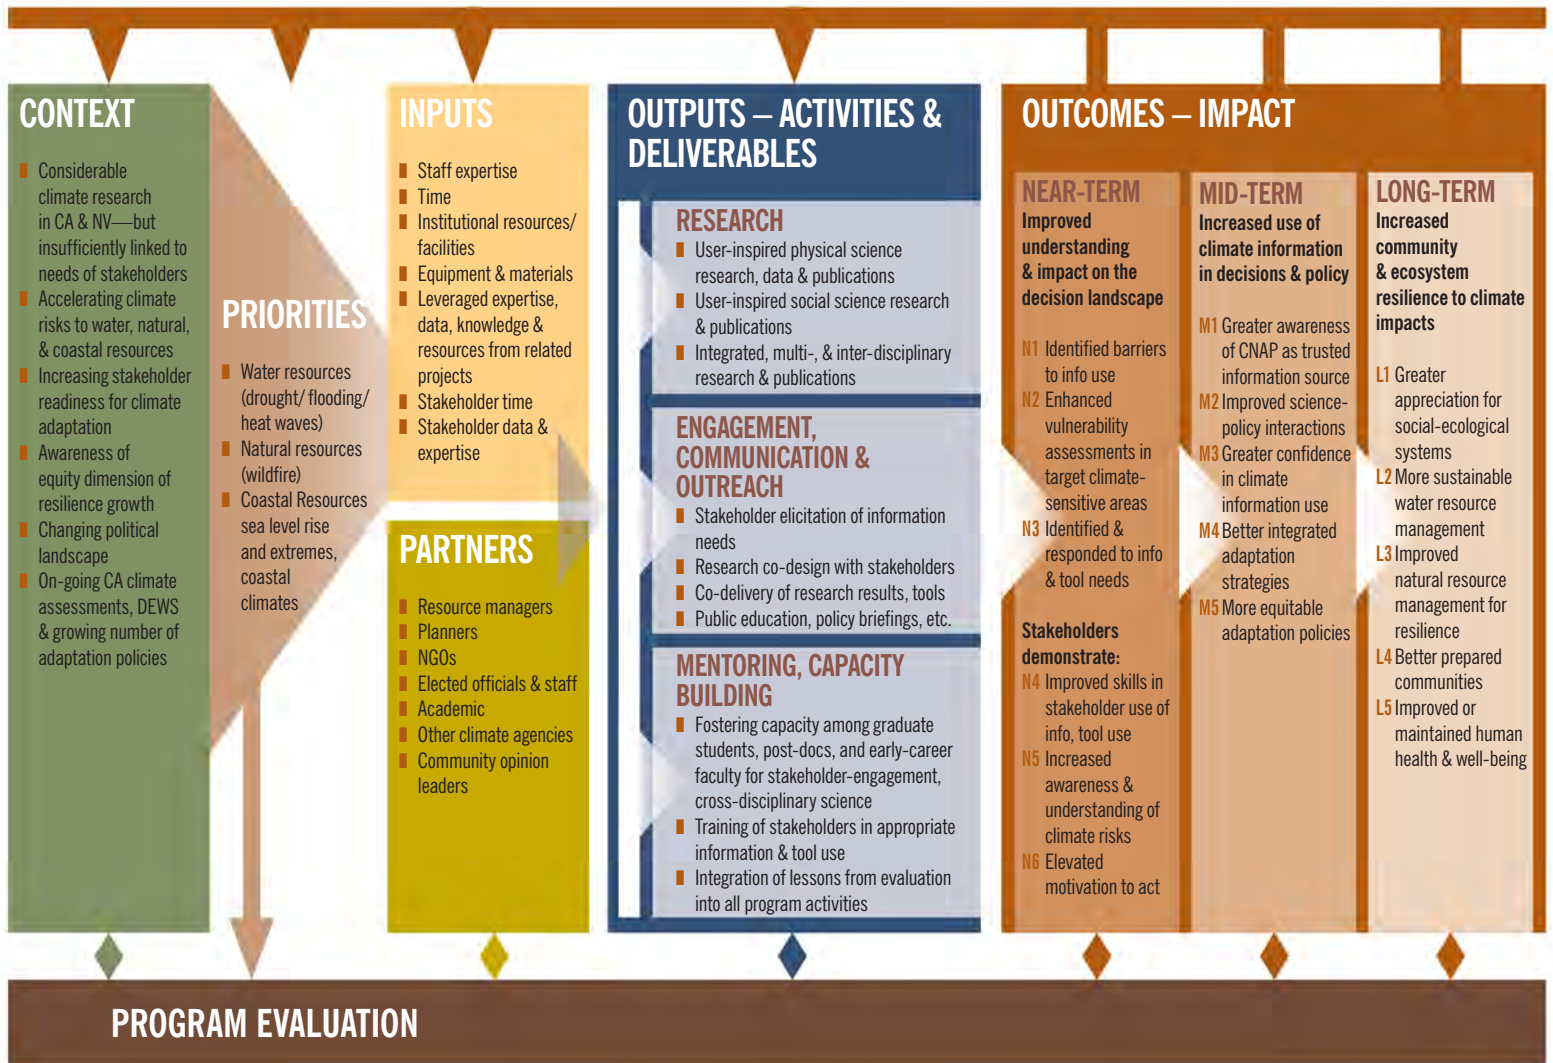 CONTEXT
Considerable
climate research
in CA & NV—but
insufficiently linked to
needs of stakeholders
Accelerating climate
risks to water, natural,
& coastal resources
Increasing stakeholder
readiness for climate
adaptation
Awareness of
equity dimension of
resilience growth
Changing political
landscape
On-going CA climate
assessments, DEWS
& growing number of
adaptation policies
PRIORITIES
Water resources
(drought/ flooding/
heat waves)
Natural resources
(wildfire)
Coastal Resources
sea level rise
and extremes,
coastal
climates
INPUTS
Staff expertise
Time
Institutional resources/
facilities
Equipment & materials
Leveraged expertise,
data, knowledge &
resources from related
projects
Stakeholder time
Stakeholder data &
expertise
PARTNERS
Resource managers
Planners
NGOs
Elected officials & staff
Academic
Other climate agencies
Community opinion
leaders
OUTPUTS – ACTIVITIES &
DELIVERABLES
RESEARCH
User-inspired physical science
research, data & publications
User-inspired social science research
& publications
Integrated, multi-, & inter-disciplinary
research & publications
ENGAGEMENT,
COMMUNICATION &
OUTREACH
Stakeholder elicitation of information
needs
Research co-design with stakeholders
Co-delivery of research results, tools
Public education, policy briefings, etc.
MENTORING, CAPACITY
BUILDING
Fostering capacity among graduate
students, post-docs, and early-career
faculty for stakeholder-engagement,
cross-disciplinary science
Training of stakeholders in appropriate
information & tool use
Integration of lessons from evaluation
into all program activities
OUTCOMES – IMPACT
NEAR-TERM
Improved
understanding
& impact on the
decision landscape
N1 Identified barriers
to info use
N2 Enhanced
vulnerability
assessments in
target climate-
sensitive areas
N3 Identified &
responded to info
& tool needs
Stakeholders
demonstrate:
N4 Improved skills in
stakeholder use of
info, tool use
N5 Increased
awareness &
understanding of
climate risks
N6 Elevated
motivation to act
MID-TERM
Increased use of
climate information
in decisions & policy
M1 Greater awareness
of CNAP as trusted
information source
M2 Improved science-
policy interactions
M3 Greater confidence
in climate
information use
M4 Better integrated
adaptation
strategies
M5 More equitable
adaptation policies
LONG-TERM
Increased
community
& ecosystem
resilience to climate
impacts
L1 Greater
appreciation for
social-ecological
systems
L2 More sustainable
water resource
management
L3 Improved
natural resource
management for
resilience
L4 Better prepared
communities
L5 Improved or
maintained human
health & well-being
PROGRAM EVALUATION